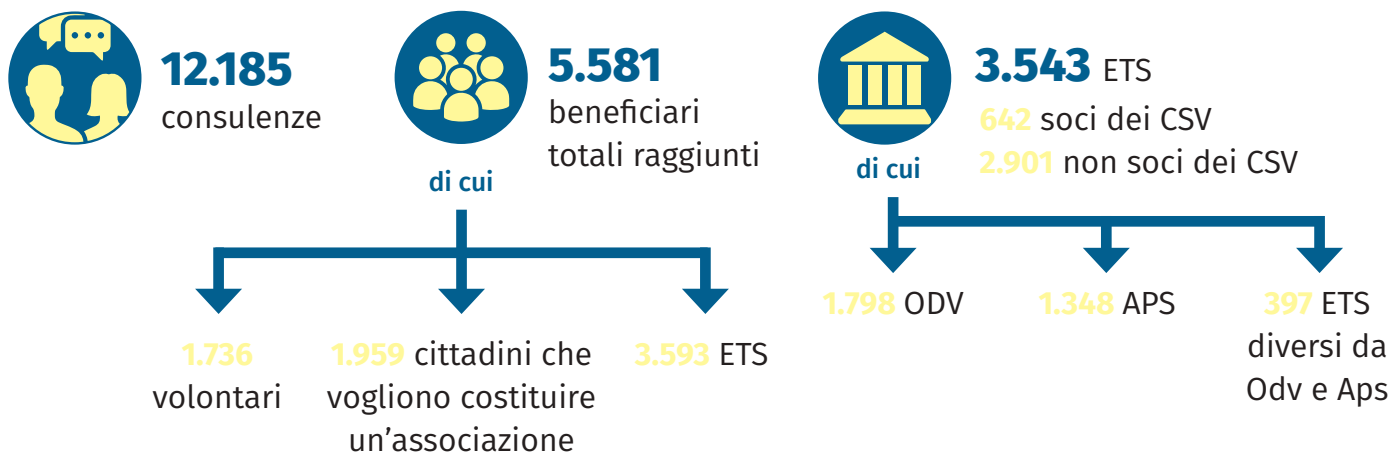 12.185
consulenze
5.581
beneficiari
totali raggiunti
di cui
1.736
volontari
1.959 cittadini che
vogliono costituire
un’associazione
3.593 ETS
3.543 ETS
642 soci dei CSV
2.901 non soci dei CSV
di cui
1.798 ODV
1.348 APS
397 ETS
diversi da
Odv e Aps